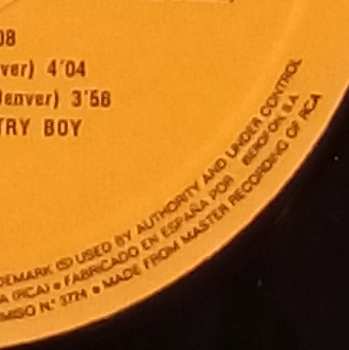 08
ver) 4'04
Denver) 3'56
TRY BOY
DEMARK (S) USED BY AUTHORITY AND UNDER CONTROL
A (RCA) • FABRICADO EN ESPAÑA POR IBEROFON, S.A.
MISO N.º 3724 • MADE FROM MASTER RECORDING OF RCA